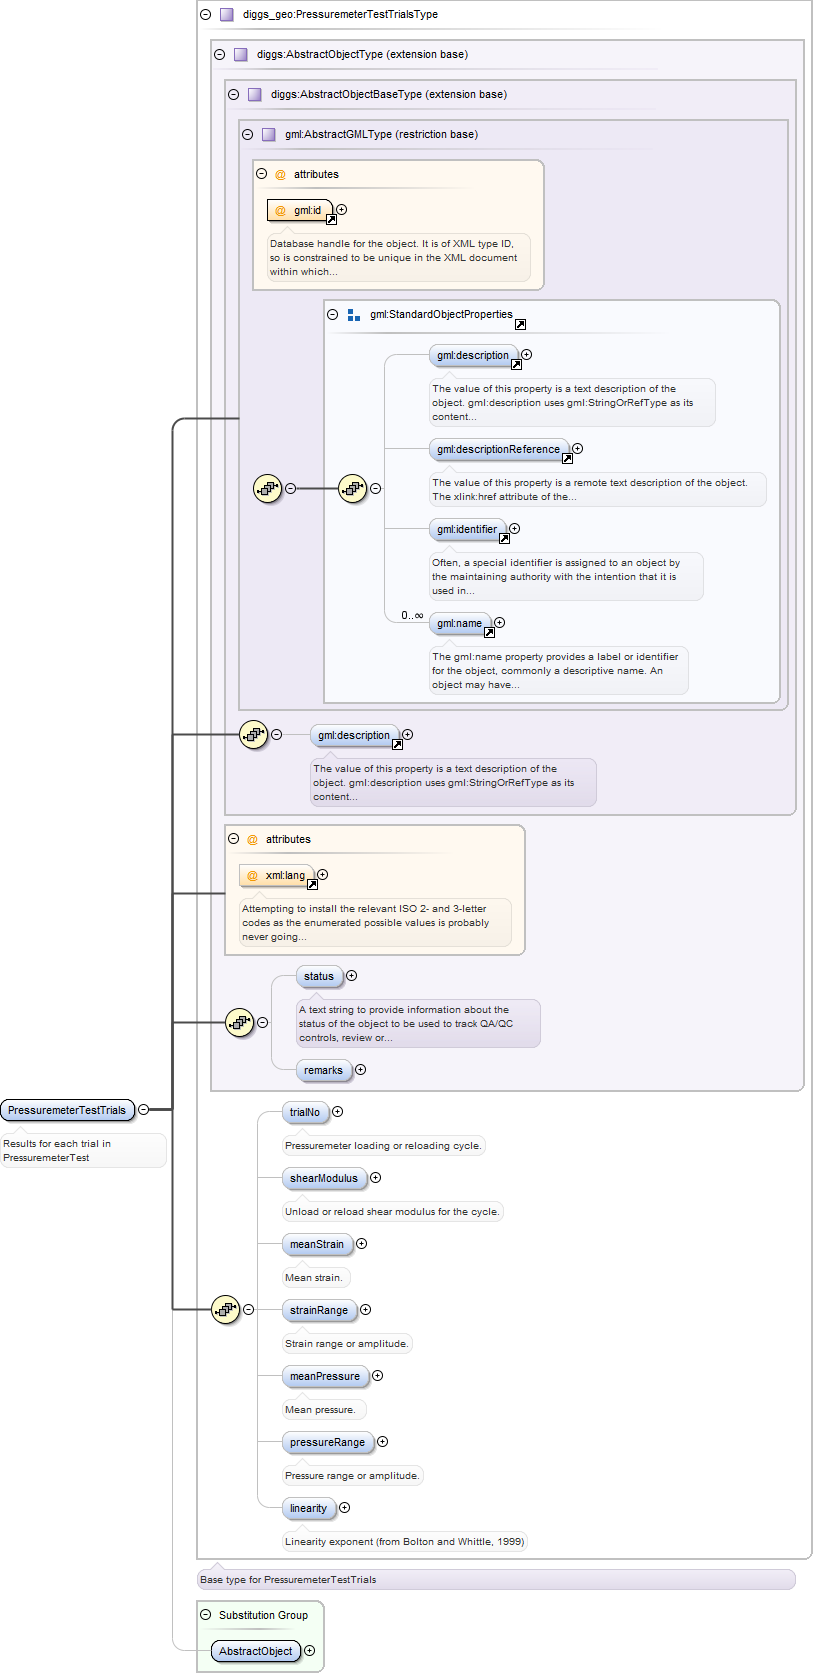 diggs_geo:PressuremeterTestTrialsType
diggs:AbstractObjectType (extension base)
diggs:AbstractObjectBaseType (extension base)
gml:AbstractGMLType (restriction base)
@ attributes
@ gml:id
Database handle for the object. It is of XML type ID,
so is constrained to be unique in the XML document
within which...
gml:StandardObjectProperties
gml:description
The value of this property is a text description of the
object. gml:description uses gml:StringOrRefType as its
content...
gml:descriptionReference
The value of this property is a remote text description of the object.
The xlink:href attribute of the...
gml:identifier
Often, a special identifier is assigned to an object by
the maintaining authority with the intention that it is
used in...
0..∞
gml:name
The gml:name property provides a label or identifier
for the object, commonly a descriptive name. An
object may have...
gml:description
The value of this property is a text description of the
object. gml:description uses gml:StringOrRefType as its
content...
@ attributes
@ xml:lang
Attempting to install the relevant ISO 2- and 3-letter
codes as the enumerated possible values is probably
never going...
status
A text string to provide information about the
status of the object to be used to track QA/QC
controls, review or...
remarks
PressuremeterTestTrials
Results for each trial in
PressuremeterTest
trialNo
Pressuremeter loading or reloading cycle.
shearModulus
Unload or reload shear modulus for the cycle.
meanStrain
Mean strain.
strainRange
Strain range or amplitude.
meanPressure
Mean pressure.
pressureRange
Pressure range or amplitude.
linearity
Linearity exponent (from Bolton and Whittle, 1999)
Base type for PressuremeterTestTrials
Substitution Group
AbstractObject